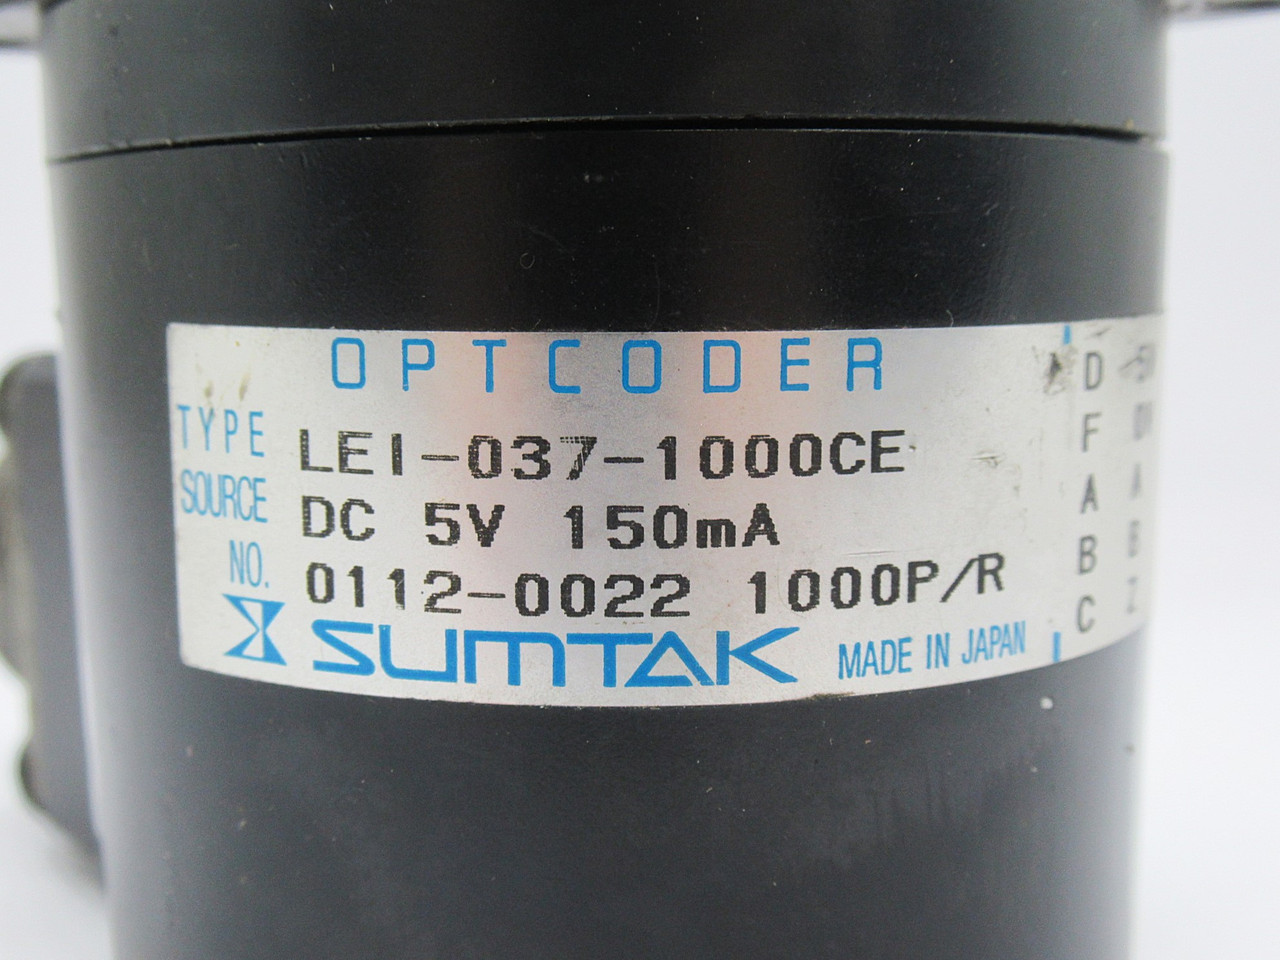 OPTCODER
TYPE LEI-037-1000CE
SOURCE DC 5V 150mA
NO. 0112-0022 1000P/R
SUMTAK MADE IN JAPAN
D
F
A A
B B
C Z